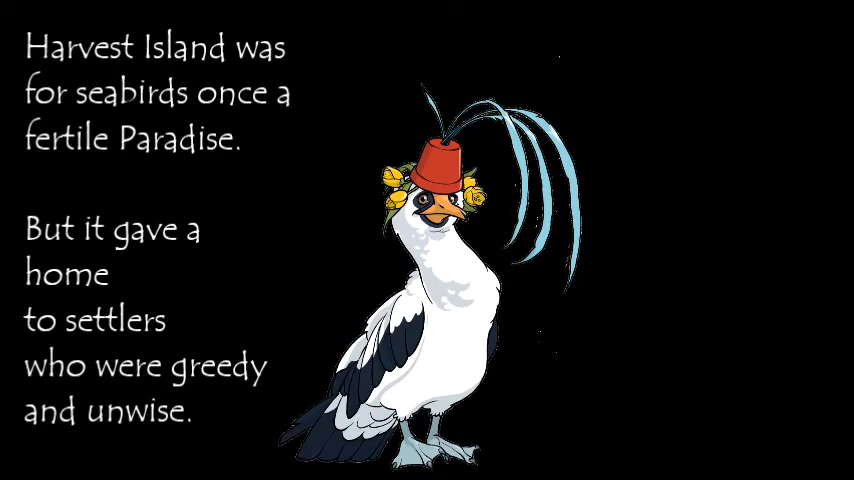 Harvest Island was
for seabirds once a
fertile Paradise.
But it gave a
home
to settlers
who were greedy
and unwise.